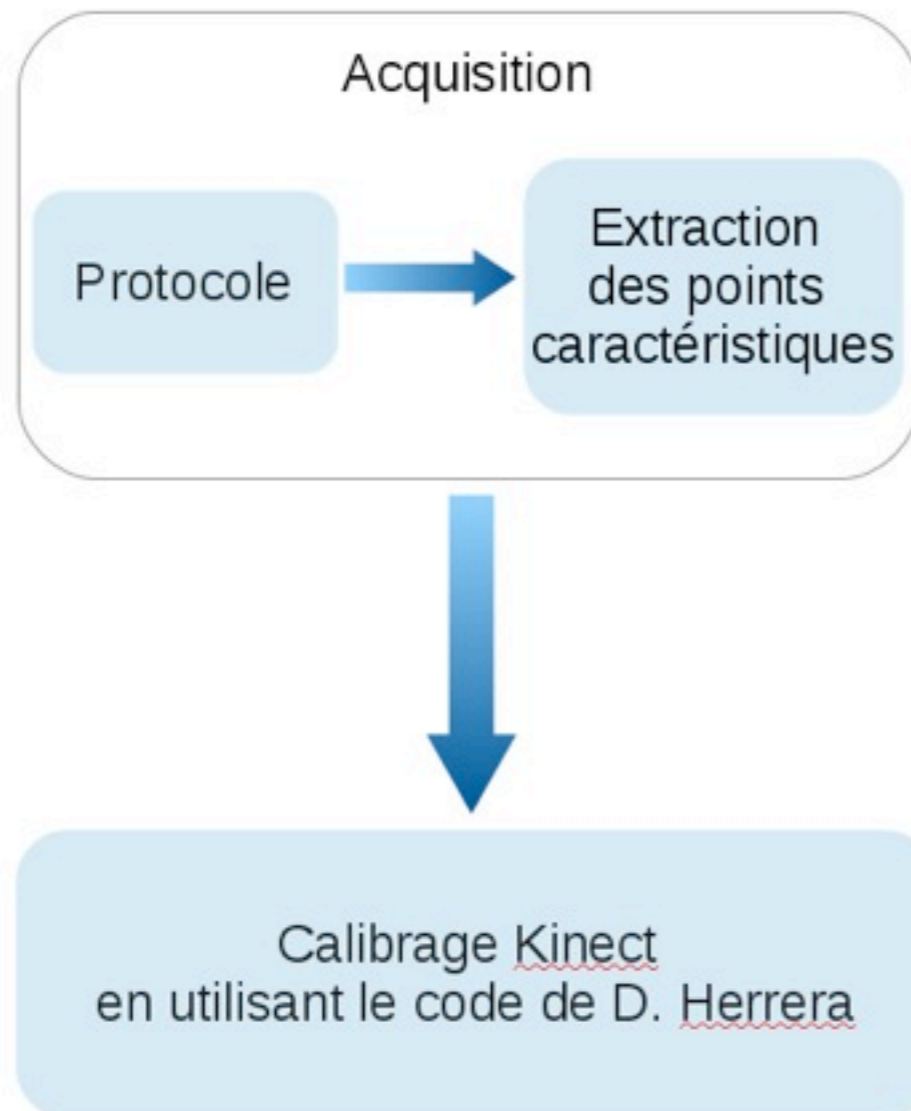 Acquisition
Protocole
Extraction
des points
caractéristiques
Calibrage Kinect
en utilisant le code de D. Herrera